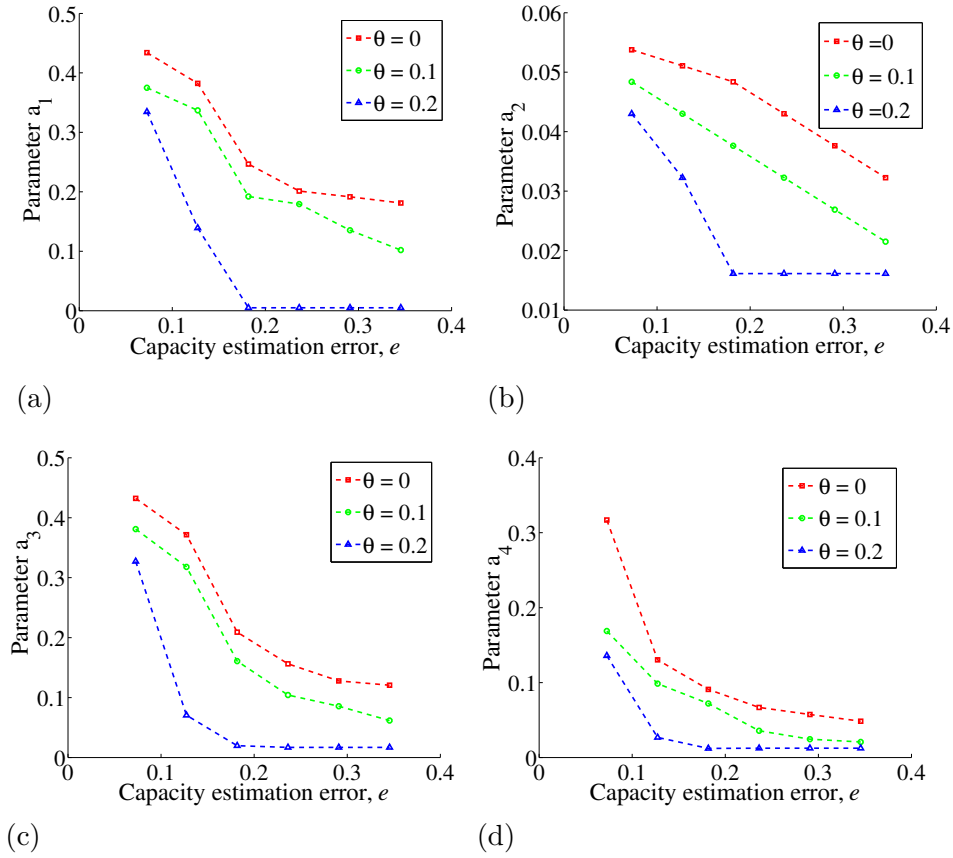 0.5
0.4
0.3
0.2
0.1
0
0 0.1 0.2 0.3 0.4
Parameter a1
Capacity estimation error, e
θ = 0
θ = 0.1
θ = 0.2
(a)
0.06
0.05
0.04
0.03
0.02
0.01
0 0.1 0.2 0.3 0.4
Parameter a2
Capacity estimation error, e
θ =0
θ = 0.1
θ =0.2
(b)
0.5
0.4
0.3
0.2
0.1
0
0 0.1 0.2 0.3 0.4
Parameter a3
Capacity estimation error, e
θ = 0
θ = 0.1
θ = 0.2
(c)
0.4
0.3
0.2
0.1
0
0 0.1 0.2 0.3 0.4
Parameter a4
Capacity estimation error, e
θ = 0
θ = 0.1
θ = 0.2
(d)